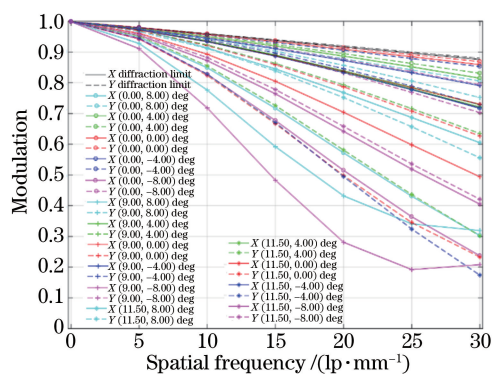 1.0
0.9
0.8
0.7
0.6
0.5
0.4
0.3
0.2
0.1
0
Modulation
X diffraction limit
Y diffraction limit
X (0.00, 8.00) deg
Y (0.00, 8.00) deg
X (0.00, 4.00) deg
Y (0.00, 4.00) deg
X (0.00, 0.00) deg
Y (0.00, 0.00) deg
X (0.00, −4.00) deg
Y (0.00, −4.00) deg
X (0.00, −8.00) deg
Y (0.00, −8.00) deg
X (9.00, 8.00) deg
Y (9.00, 8.00) deg
X (9.00, 4.00) deg
Y (9.00, 4.00) deg
X (9.00, 0.00) deg
Y (9.00, 0.00) deg
X (9.00, −4.00) deg
Y (9.00, −4.00) deg
X (9.00, −8.00) deg
Y (9.00, −8.00) deg
X (11.50, 8.00) deg
Y (11.50, 8.00) deg
X (11.50, 4.00) deg
Y (11.50, 4.00) deg
X (11.50, 0.00) deg
Y (11.50, 0.00) deg
X (11.50, −4.00) deg
Y (11.50, −4.00) deg
X (11.50, −8.00) deg
Y (11.50, −8.00) deg
0 5 10 15 20 25 30
Spatial frequency /(lp·mm⁻¹)